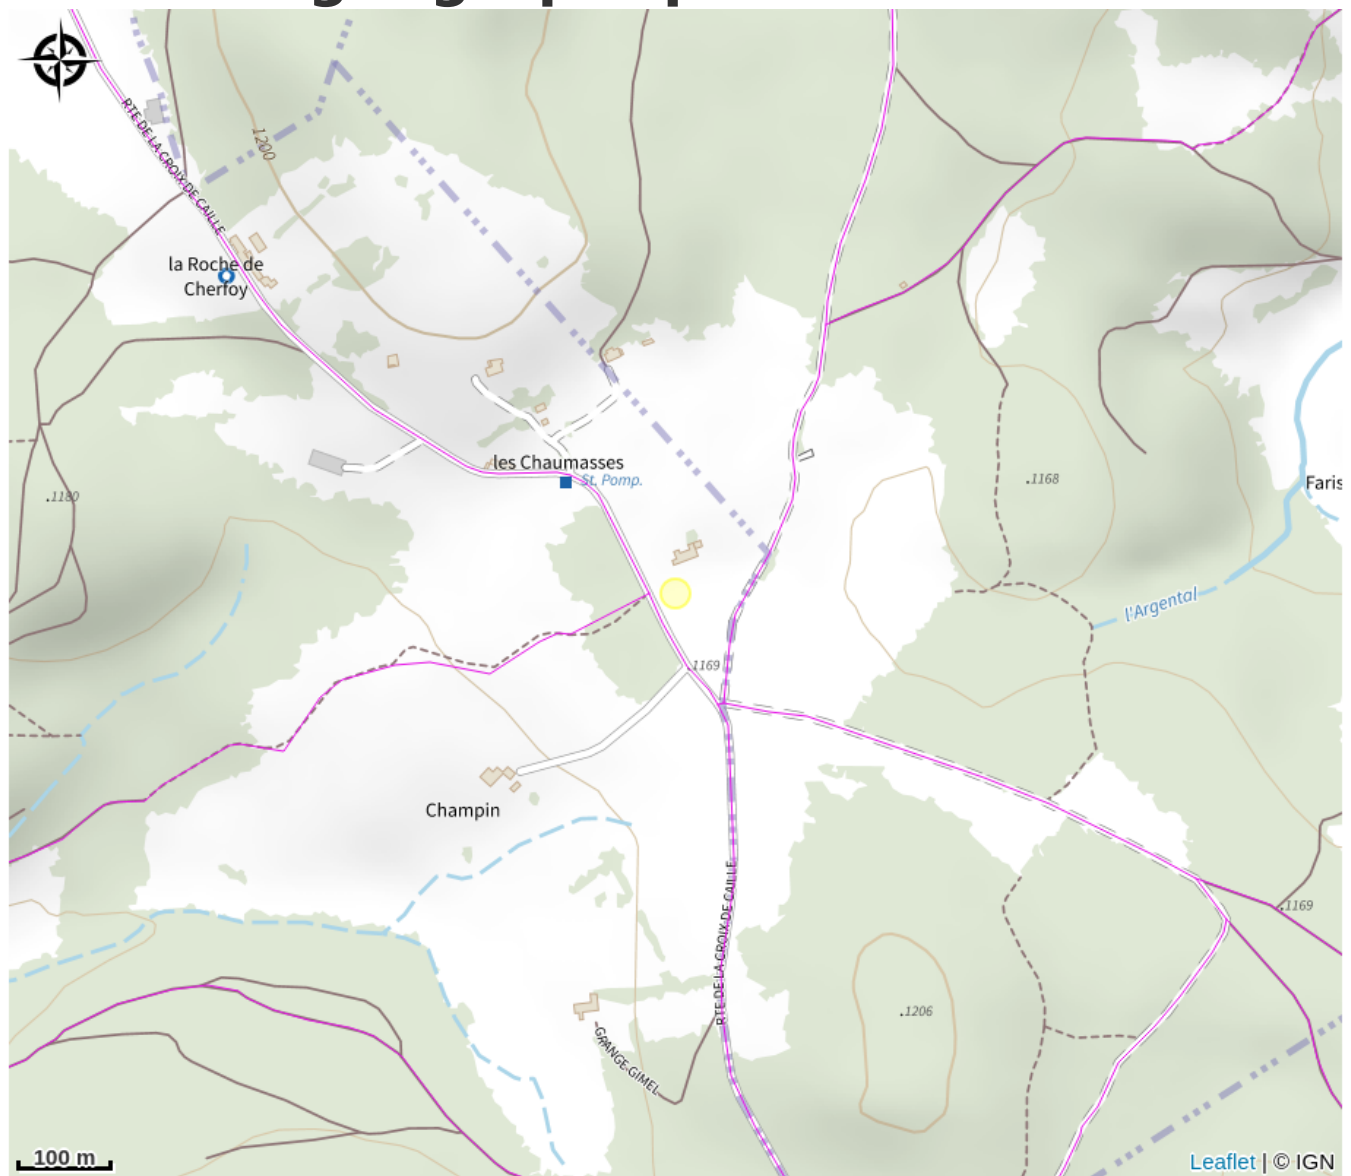 RTE DE LA CROIX DE CAILLE
1200
la Roche de
Cherfoy
les Chaumasses
St. Pomp.
.1180
.1168
Faris
l'Argental
.1169
Champin
RTE DE LA CROIX DE CAILLE
.1169
.1206
GRANGE GIMEL
100 m
Leaflet | © IGN